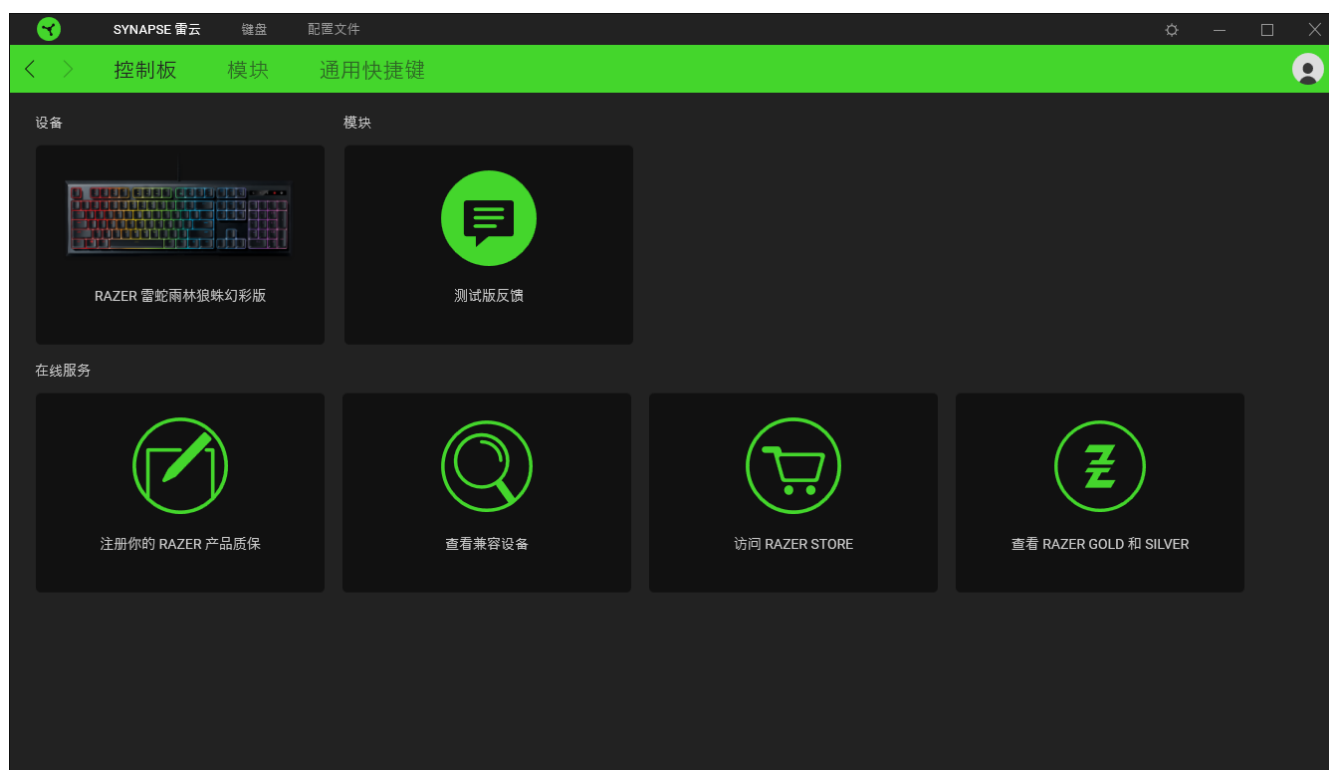 SYNAPSE 雷云 键盘 配置文件
控制板 模块 通用快捷键
设备 模块
RAZER 雷蛇雨林狼蛛幻彩版 测试版反馈
在线服务
注册你的 RAZER 产品质保 查看兼容设备 访问 RAZER STORE 查看 RAZER GOLD 和 SILVER